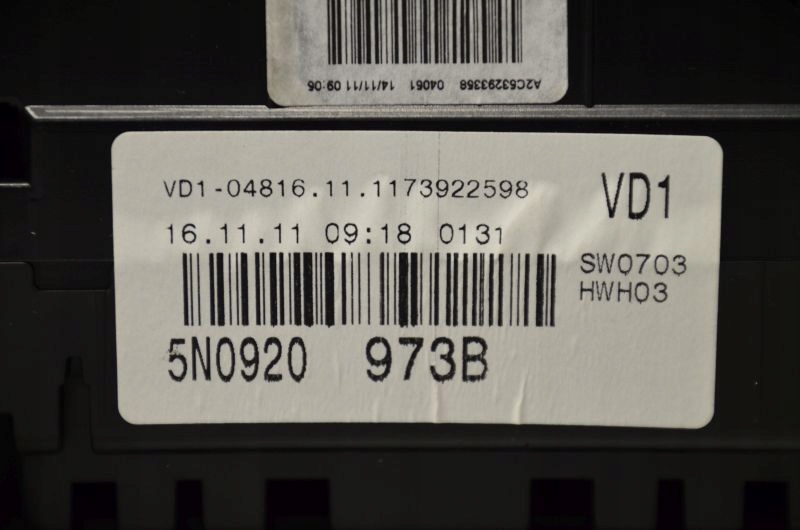 A2C53293358 04061 14/11/11 09:05
VD1-04816.11.1173922598
VD1
16.11.11 09:18 0131
SW0703
HWH03
5N0920 973B